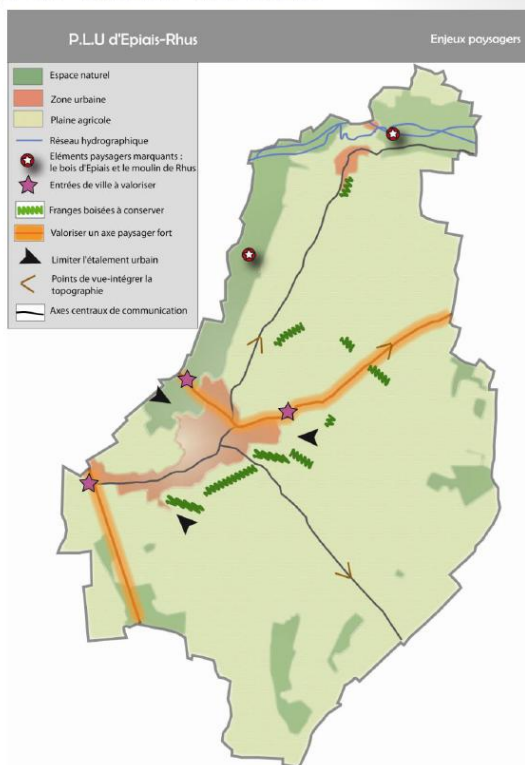 P.L.U d'Epiais-Rhus
Enjeux paysagers
Espace naturel
Zone urbaine
Plaine agricole
Réseau hydrographique
Eléments paysagers marquants :
le bois d'Epiais et le moulin de Rhus
Entrées de ville à valoriser
Franges boisées à conserver
Valoriser un axe paysager fort
Limiter l'étalement urbain
Points de vue-intégrer la
topographie
Axes centraux de communication